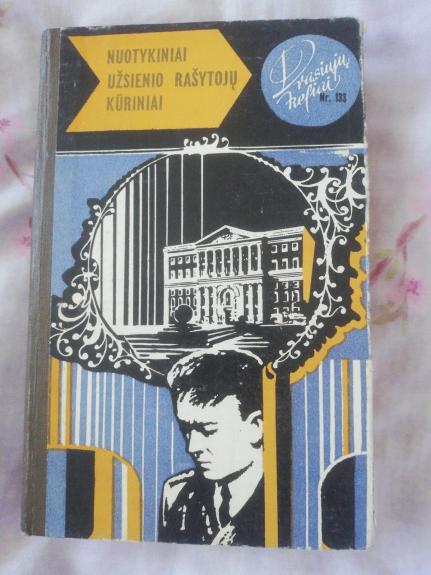 NUOTYKINIAI
UŽSIENIO RAŠYTOJŲ
KŪRINIAI
Drąsiųjų
keliai
Nr. 133